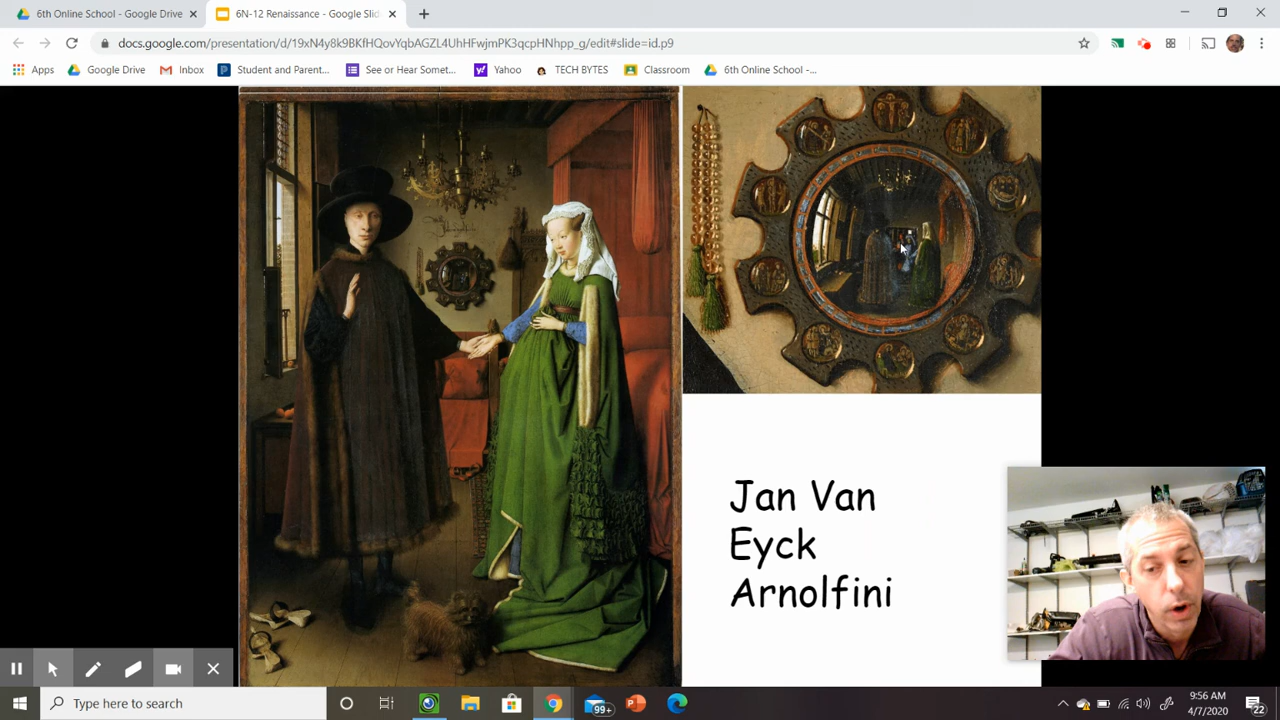 6th Online School - Google Drive
6N-12 Renaissance - Google Slid
docs.google.com/presentation/d/19xN4y8k9BKfHQovYqbAGZL4UhHFwjmPK3qcpHNhpp_g/edit#slide=id.p9
Apps
Google Drive
Inbox
Student and Parent...
See or Hear Somet...
Yahoo
TECH BYTES
Classroom
6th Online School -...
Jan Van
Eyck
Arnolfini
Type here to search
99+
9:56 AM
4/7/2020
22